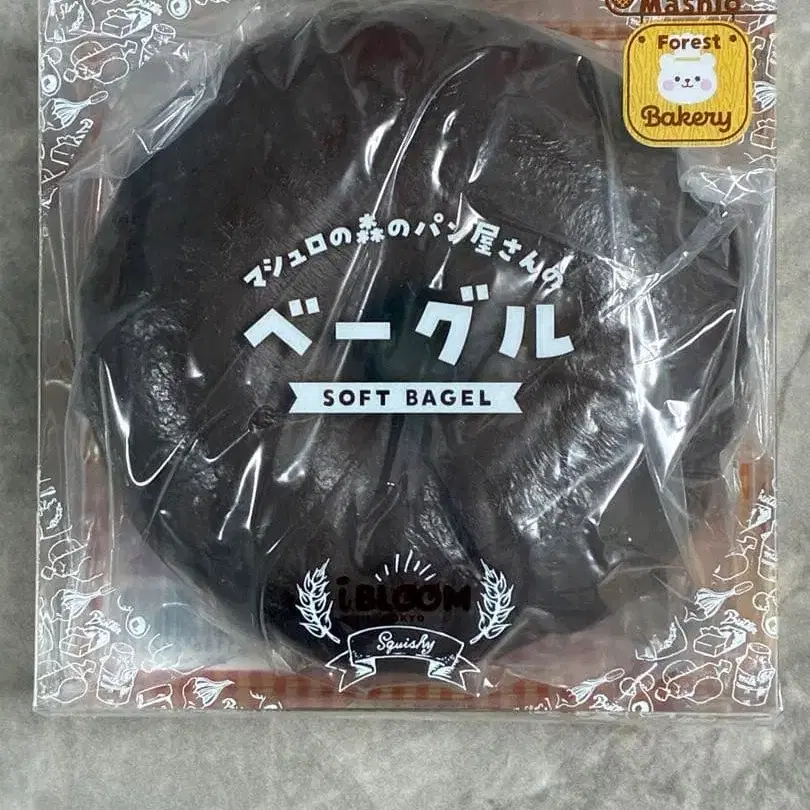 Forest
Bakery
マシュロの森のパン屋さんの
ベーグル
SOFT BAGEL
i BLOOM
Squishy